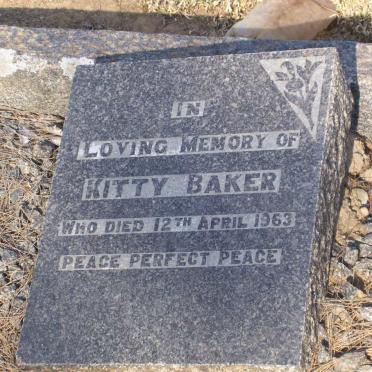 IN
LOVING MEMORY OF
KITTY BAKER
WHO DIED 12TH APRIL 1963
PEACE PERFECT PEACE